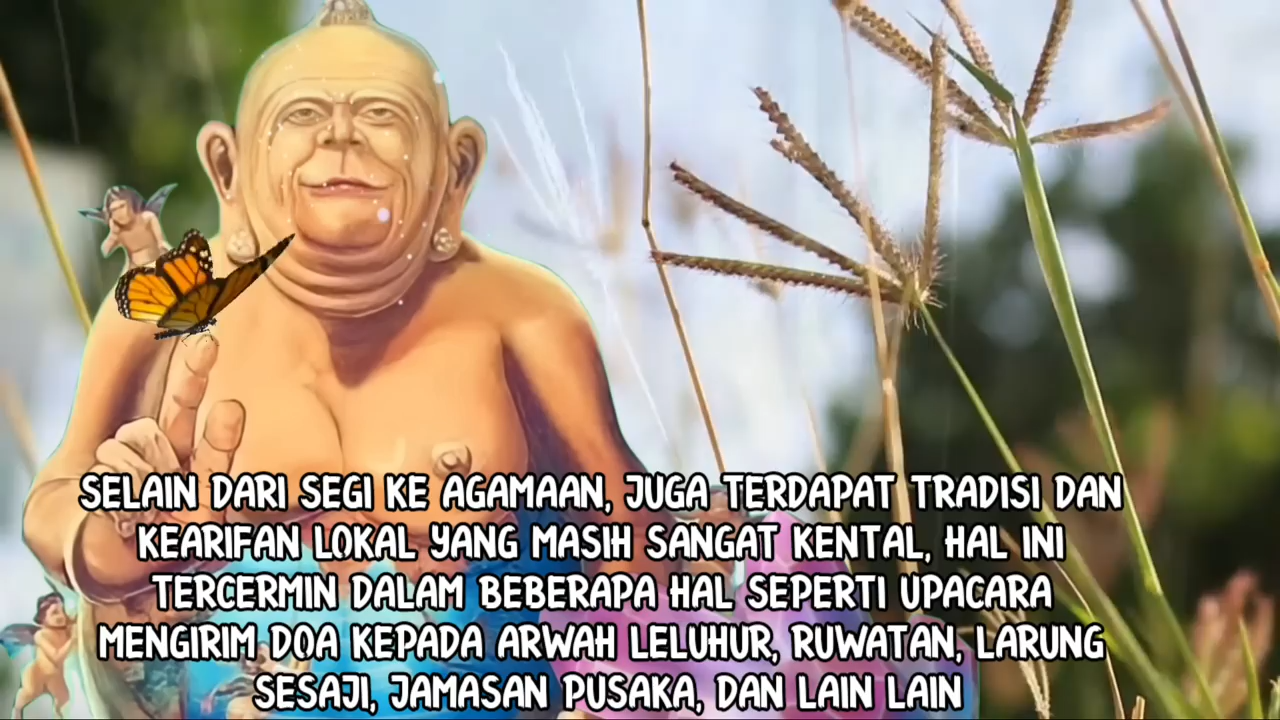 SELAIN DARI SEGI KE AGAMAAN, JUGA TERDAPAT TRADISI DAN
KEARIFAN LOKAL YANG MASIH SANGAT KENTAL, HAL INI
TERCERMIN DALAM BEBERAPA HAL SEPERTI UPACARA
MENGIRIM DOA KEPADA ARWAH LELUHUR, RUWATAN, LARUNG
SESAJI, JAMASAN PUSAKA, DAN LAIN LAIN